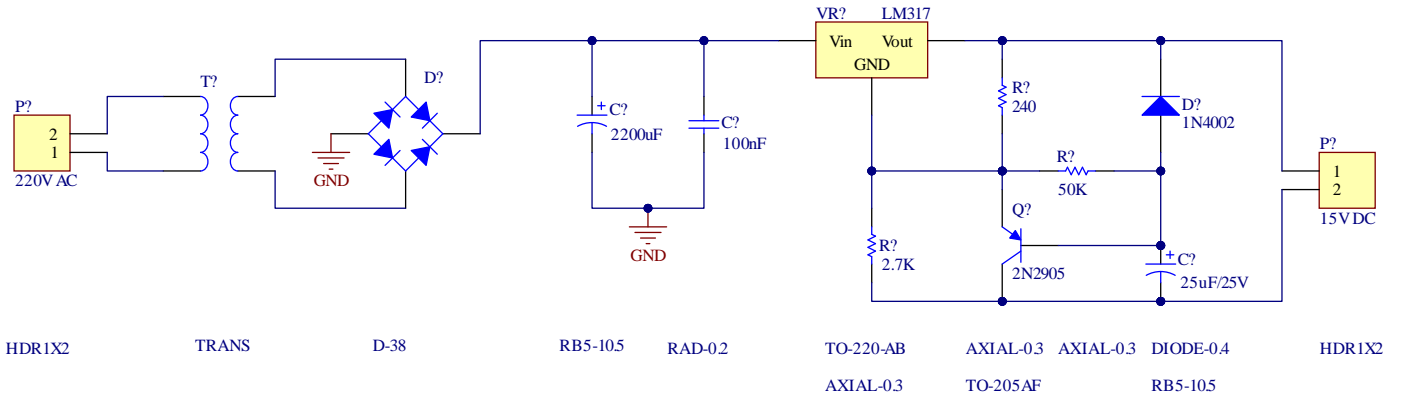 VR?
LM317
Vin
Vout
GND
T?
D?
P?
2
1
220V AC
GND
C?
2200uF
C?
100nF
GND
R?
240
D?
1N4002
R?
50K
Q?
2N2905
R?
2.7K
C?
25uF/25V
P?
1
2
15V DC
HDR1X2
TRANS
D-38
RB5-10.5
RAD-0.2
TO-220-AB
AXIAL-0.3
AXIAL-0.3
DIODE-0.4
HDR1X2
AXIAL-0.3
TO-205AF
RB5-10.5